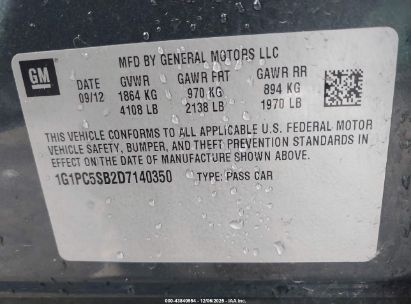 MFD BY GENERAL MOTORS LLC
GM
DATE GVWR GAWR FRT GAWR RR
09/12 1864 KG 970 KG 894 KG
4108 LB 2138 LB 1970 LB
THIS VEHICLE CONFORMS TO ALL APPLICABLE U.S. FEDERAL MOTOR
VEHICLE SAFETY, BUMPER, AND THEFT PREVENTION STANDARDS IN
EFFECT ON THE DATE OF MANUFACTURE SHOWN ABOVE.
1G1PC5SB2D7140350 TYPE: PASS CAR